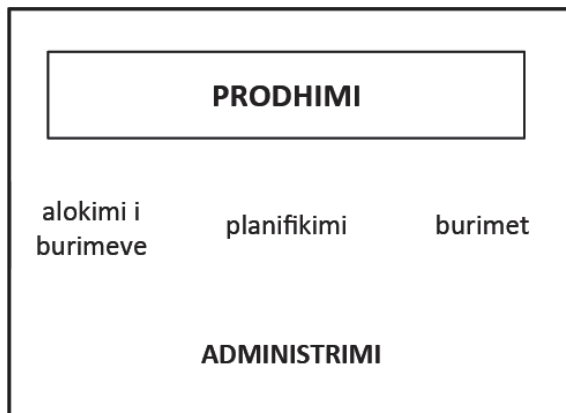 PRODHIMI
alokimi i
burimeve
planifikimi
burimet
ADMINISTRIMI